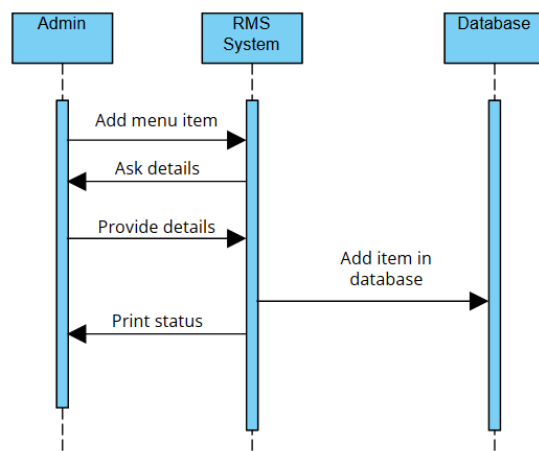 Admin
RMS
System
Database
Add menu item
Ask details
Provide details
Add item in
database
Print status